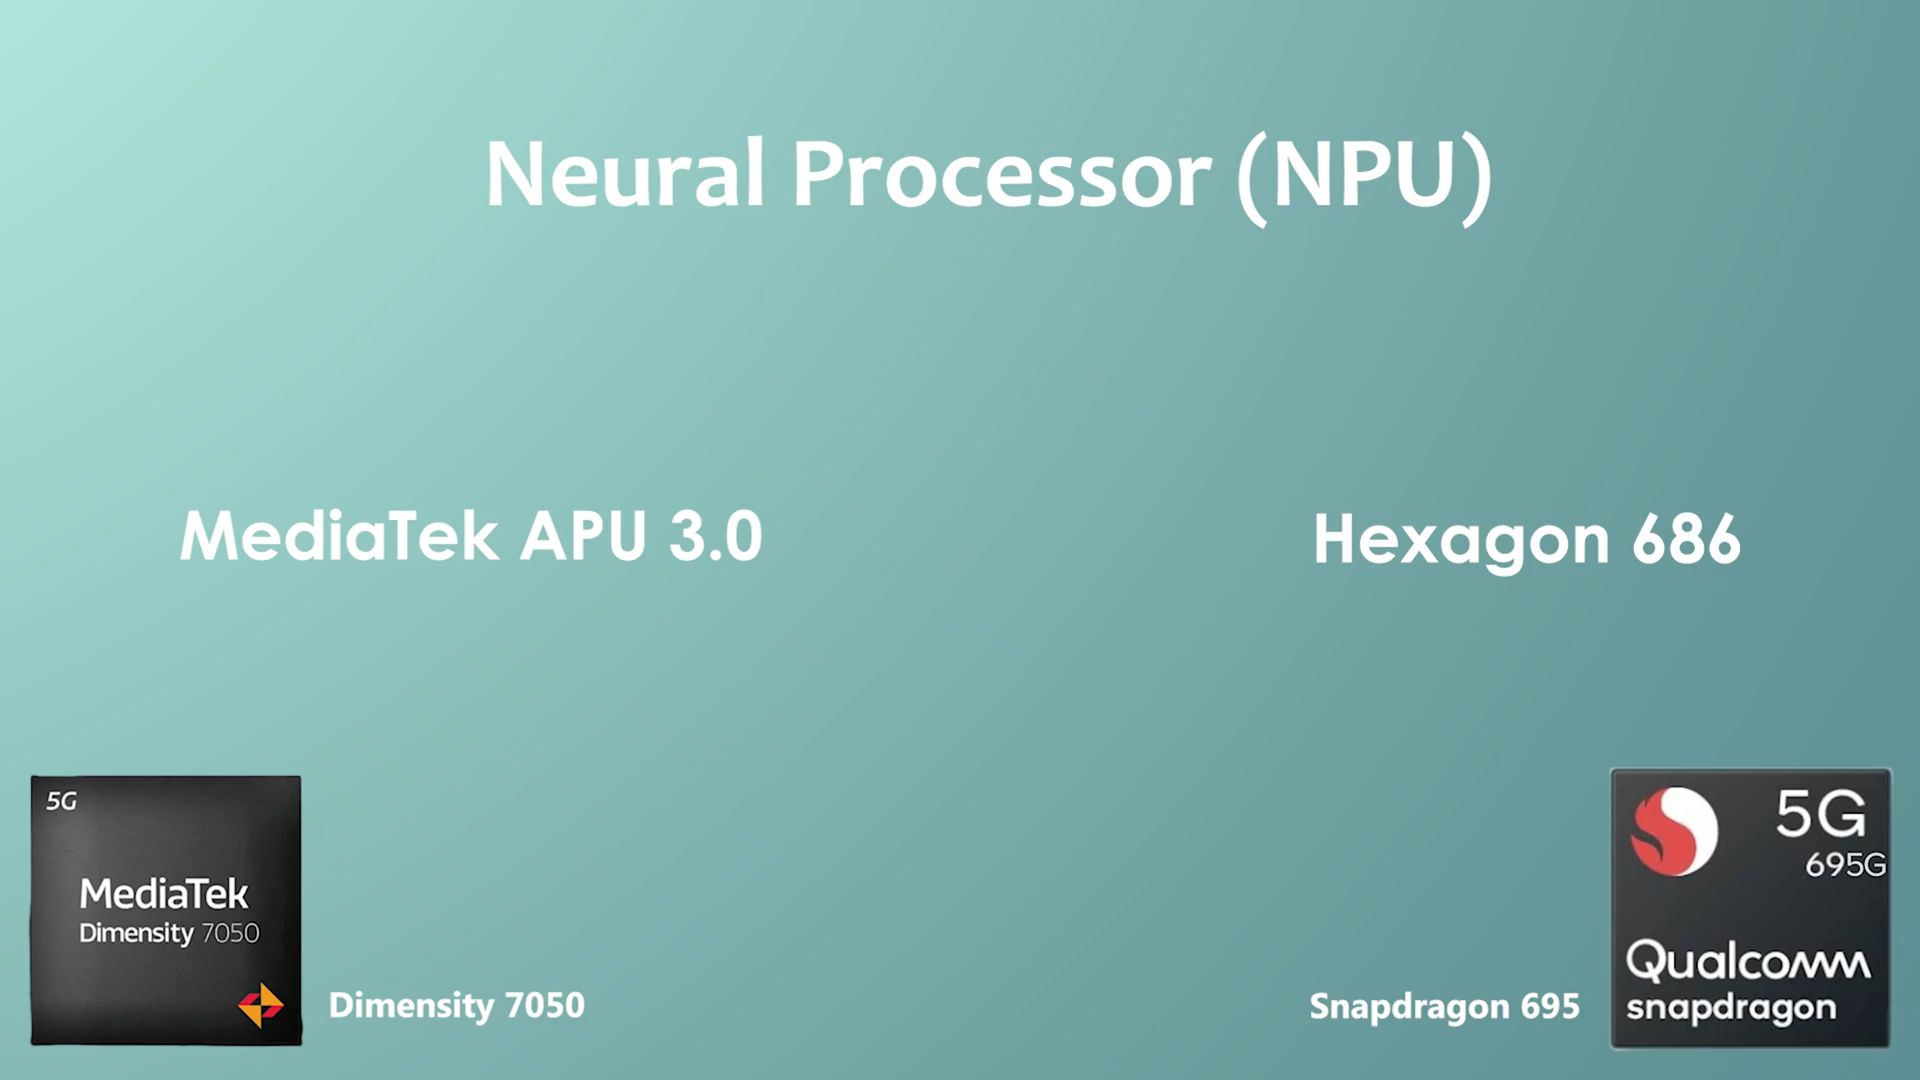 Neural Processor (NPU)
MediaTek APU 3.0
Hexagon 686
5G
MediaTek
Dimensity 7050
Dimensity 7050
Snapdragon 695
5G
695G
Qualcomm
snapdragon